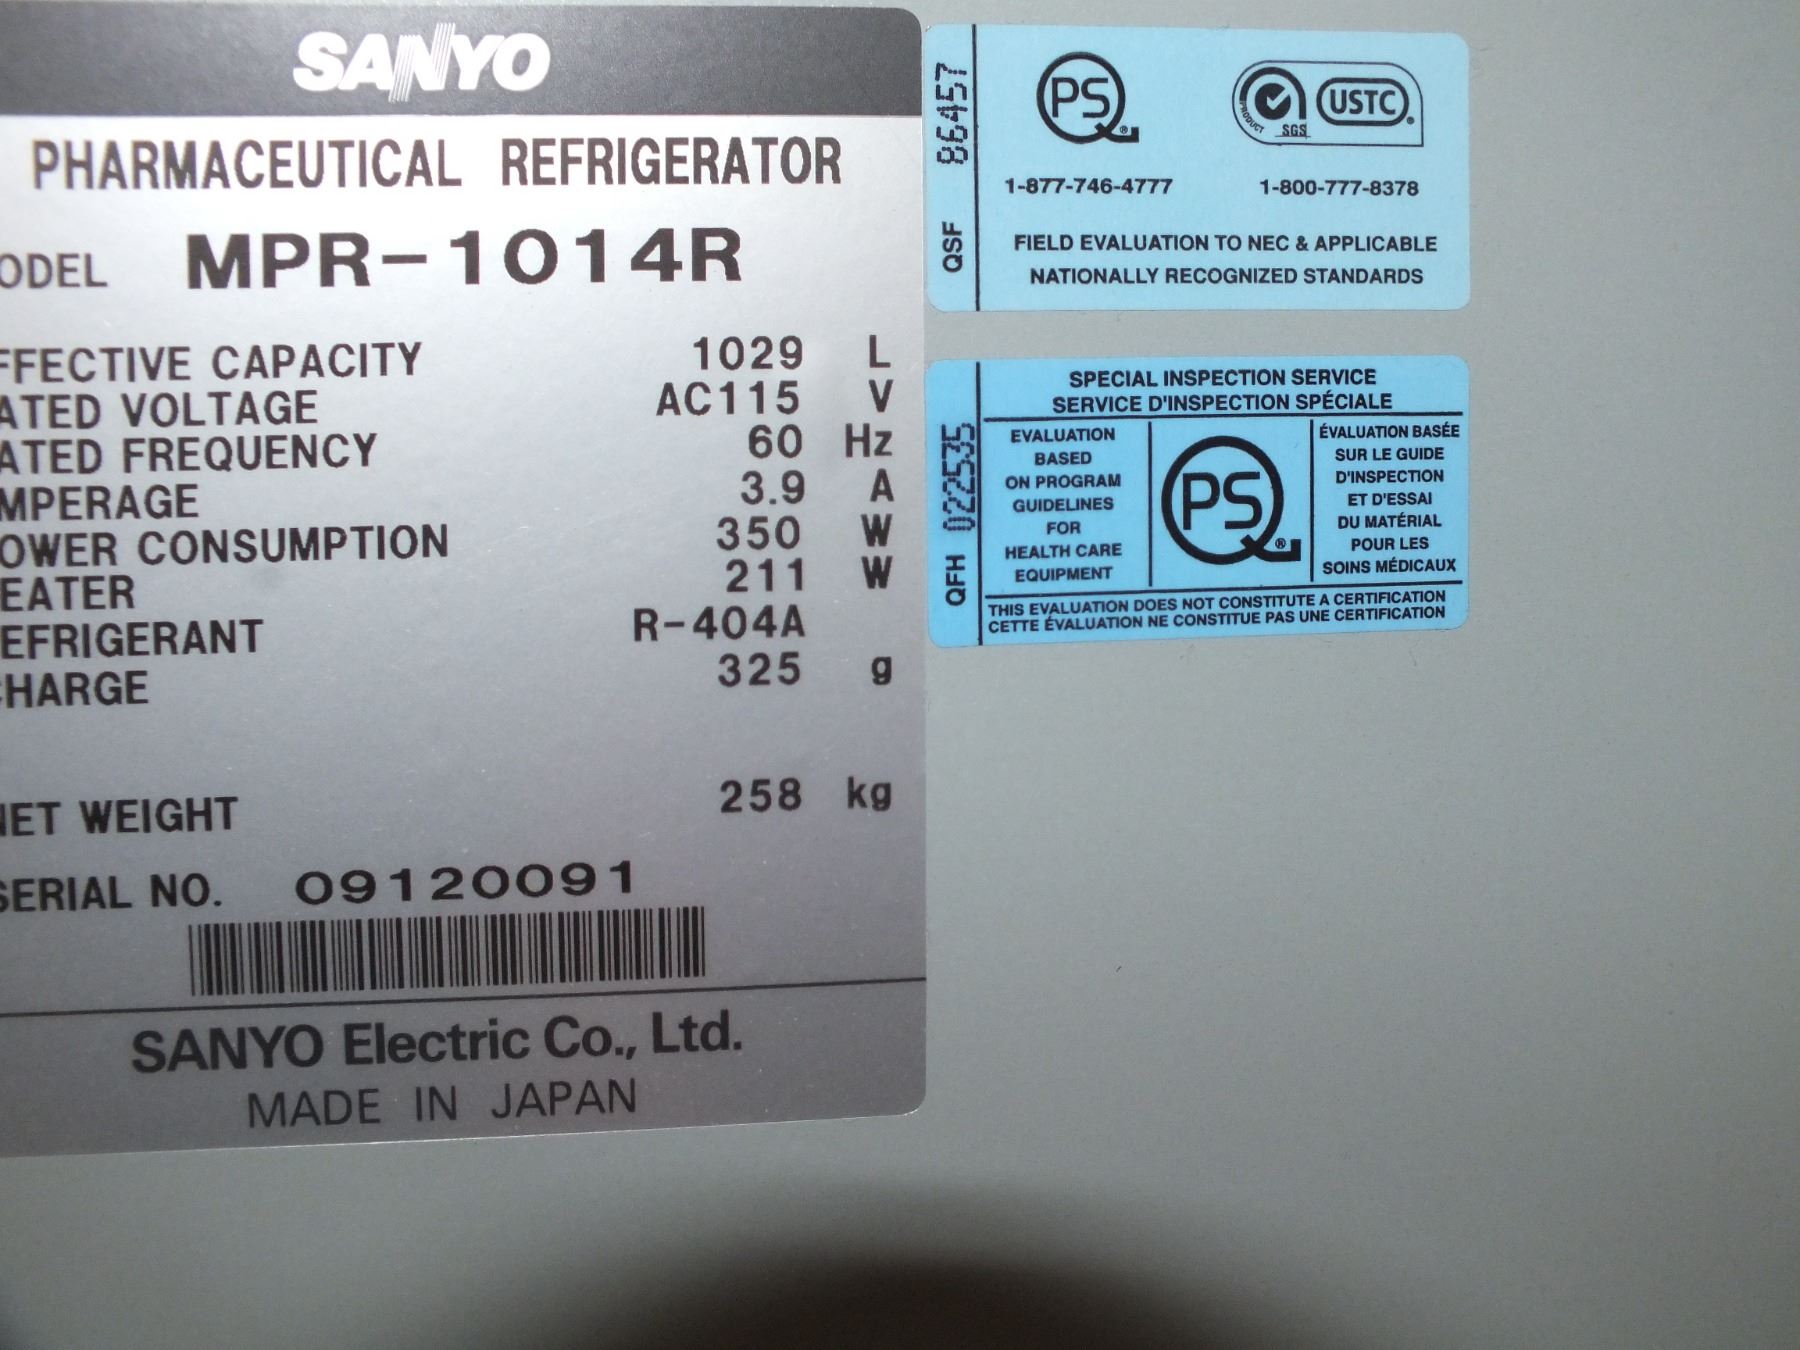 SANYO
PHARMACEUTICAL REFRIGERATOR
ODEL MPR-1014R
FFECTIVE CAPACITY 1029 L
ATED VOLTAGE AC115 V
ATED FREQUENCY 60 Hz
MPERAGE 3.9 A
OWER CONSUMPTION 350 W
EATER 211 W
EFRIGERANT R-404A
HARGE 325 g
NET WEIGHT 258 kg
SERIAL NO. 09120091
SANYO Electric Co., Ltd.
MADE IN JAPAN
QSF 86457
PS ®
PRODUCT SGS USTC
1-877-746-4777 1-800-777-8378
FIELD EVALUATION TO NEC & APPLICABLE
NATIONALLY RECOGNIZED STANDARDS
QFH 022535
SPECIAL INSPECTION SERVICE
SERVICE D'INSPECTION SPÉCIALE
EVALUATION
BASED
ON PROGRAM
GUIDELINES
FOR
HEALTH CARE
EQUIPMENT
PS ®
ÉVALUATION BASÉE
SUR LE GUIDE
D'INSPECTION
ET D'ESSAI
DU MATÉRIAL
POUR LES
SOINS MÉDICAUX
THIS EVALUATION DOES NOT CONSTITUTE A CERTIFICATION
CETTE ÉVALUATION NE CONSTITUE PAS UNE CERTIFICATION